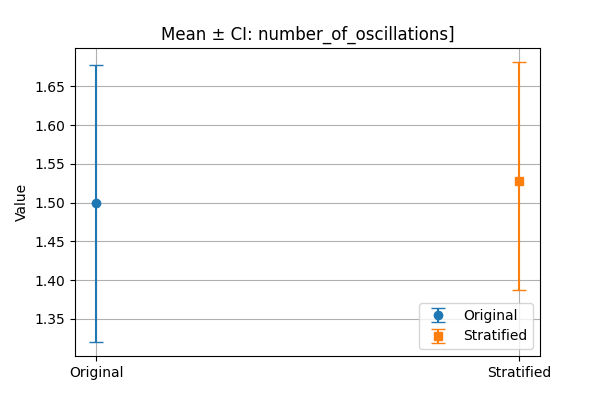 Mean ± CI: number_of_oscillations]
Value
1.65
1.60
1.55
1.50
1.45
1.40
1.35
Original
Stratified
Original
Stratified